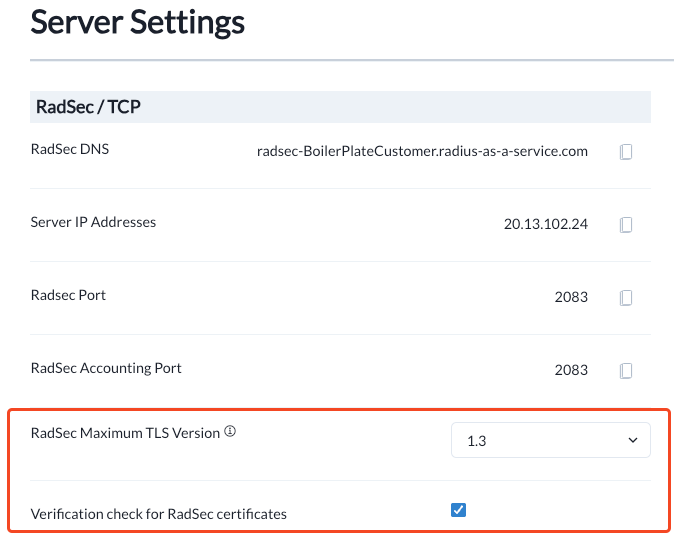 Server Settings
RadSec / TCP
RadSec DNS radsec-BoilerPlateCustomer.radius-as-a-service.com
Server IP Addresses 20.13.102.24
Radsec Port 2083
RadSec Accounting Port 2083
RadSec Maximum TLS Version 1.3
Verification check for RadSec certificates